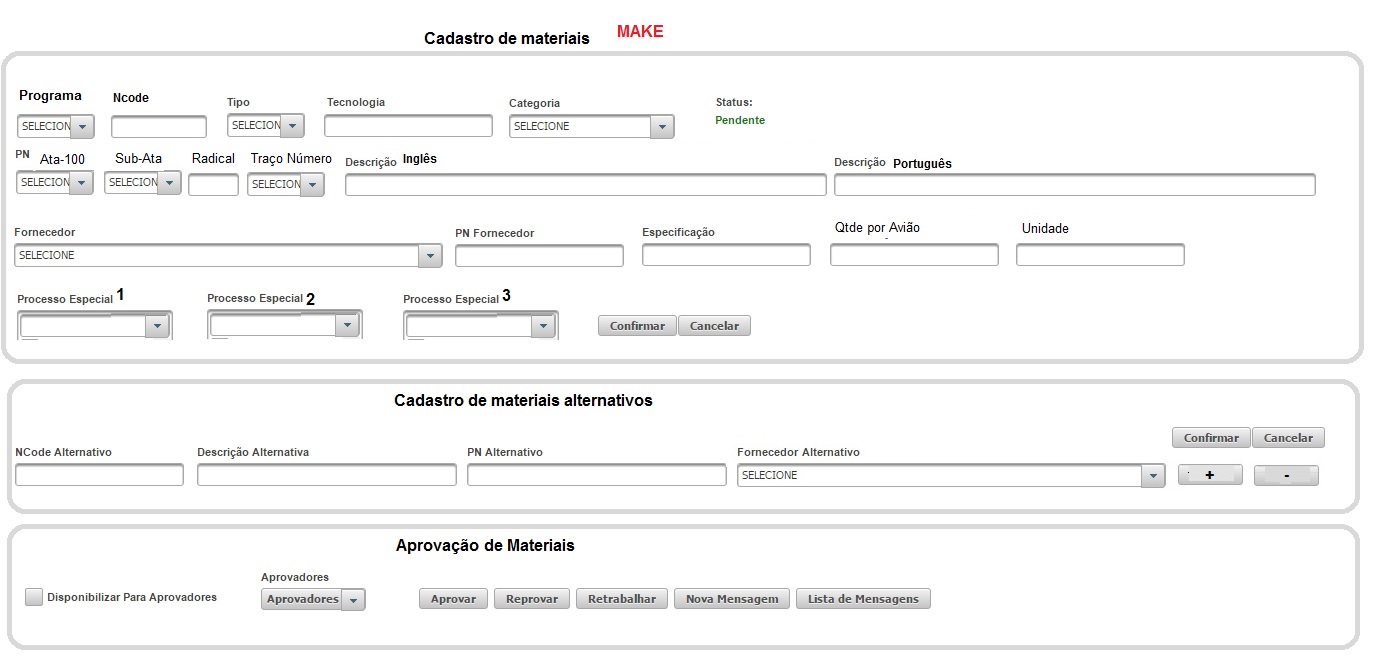 Cadastro de materiais MAKE
Programa Ncode Tipo Tecnologia Categoria Status:
SELECION SELECION SELECIONE Pendente
PN Ata-100 Sub-Ata Radical Traço Número Descrição Inglês Descrição Português
SELECION SELECION SELECION
Fornecedor PN Fornecedor Especificação Qtde por Avião Unidade
SELECIONE
Processo Especial 1 Processo Especial 2 Processo Especial 3
Confirmar Cancelar
Cadastro de materiais alternativos
Confirmar Cancelar
NCode Alternativo Descrição Alternativa PN Alternativo Fornecedor Alternativo
SELECIONE + -
Aprovação de Materiais
Aprovadores
Disponibilizar Para Aprovadores Aprovadores Aprovar Reprovar Retrabalhar Nova Mensagem Lista de Mensagens